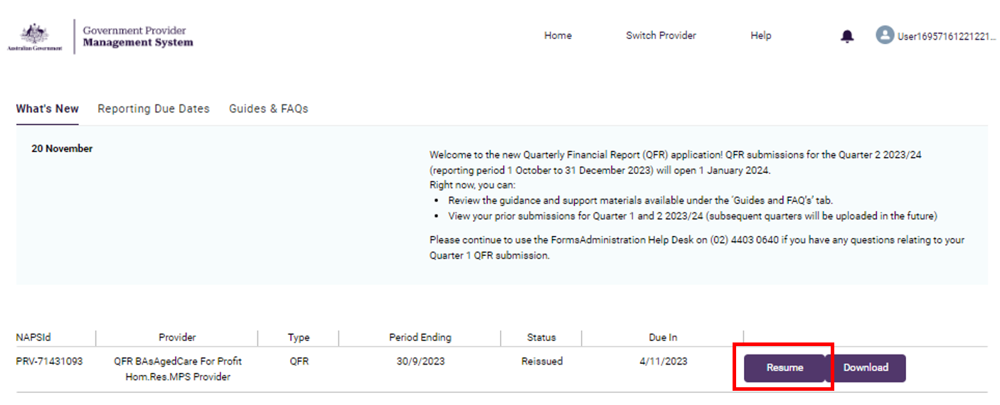 Australian Government
Government Provider
Management System
Home
Switch Provider
Help
User16957161221221...
What's New
Reporting Due Dates
Guides & FAQs
20 November
Welcome to the new Quarterly Financial Report (QFR) application! QFR submissions for the Quarter 2 2023/24
(reporting period 1 October to 31 December 2023) will open 1 January 2024.
Right now, you can:
• Review the guidance and support materials available under the ‘Guides and FAQ’s’ tab.
• View your prior submissions for Quarter 1 and 2 2023/24 (subsequent quarters will be uploaded in the future)
Please continue to use the FormsAdministration Help Desk on (02) 4403 0640 if you have any questions relating to your
Quarter 1 QFR submission.
NAPSId Provider Type Period Ending Status Due In
PRV-71431093 QFR BAsAgedCare For Profit QFR 30/9/2023 Reissued 4/11/2023 Resume Download
Hom.Res.MPS Provider